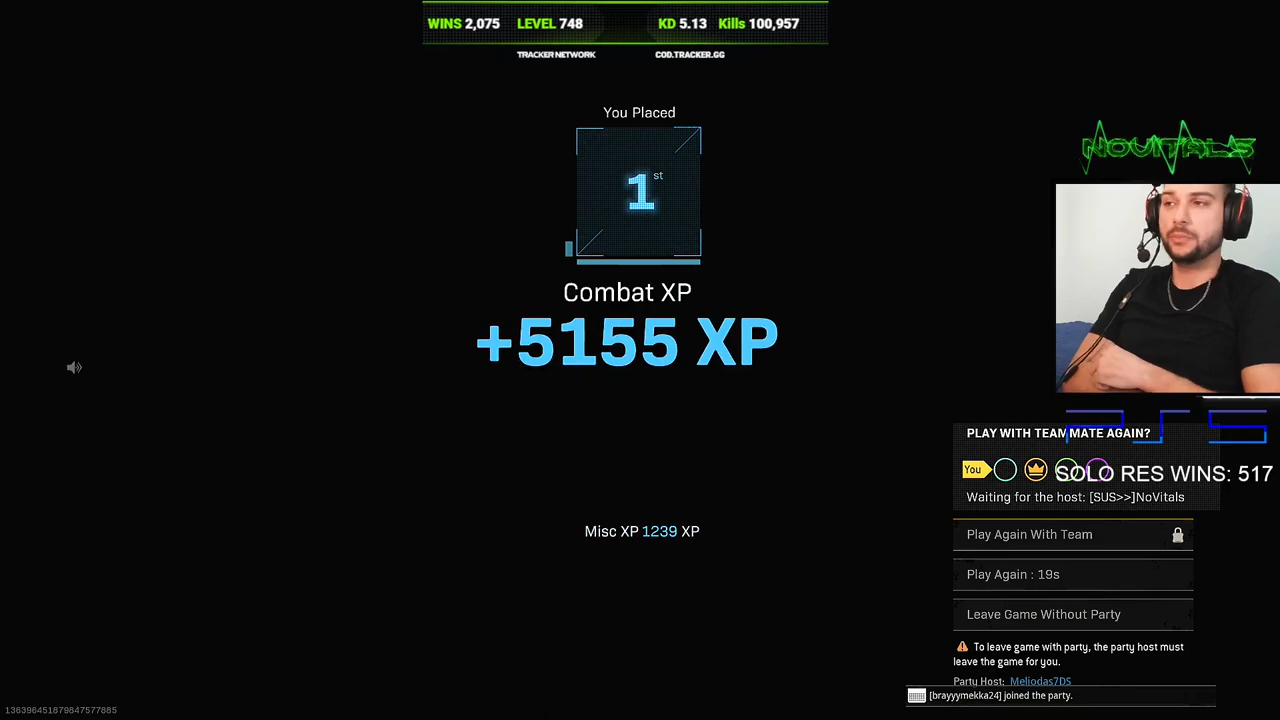 WINS 2,075 LEVEL 748 KD 5.13 Kills 100,957
TRACKER NETWORK COD.TRACKER.GG
You Placed
1st
Combat XP
+5155 XP
Misc XP 1239 XP
NOVITALS
PLAY WITH TEAMMATE AGAIN?
You
SOLO RES WINS: 517
Waiting for the host: [SUS>>]NoVitals
Play Again With Team
Play Again : 19s
Leave Game Without Party
To leave game with party, the party host must
leave the game for you.
Party Host: Meliodas7DS
[brayyymekka24] joined the party.
13639645187984757​7885